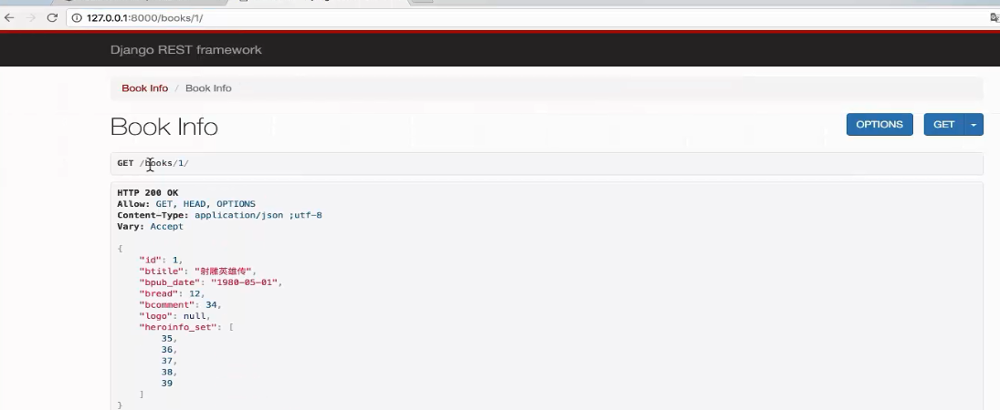 127.0.0.1:8000/books/1/
Django REST framework
Book Info / Book Info
Book Info
OPTIONS GET
GET /books/1/
HTTP 200 OK
Allow: GET, HEAD, OPTIONS
Content-Type: application/json ;utf-8
Vary: Accept
{
"id": 1,
"btitle": "射雕英雄传",
"bpub_date": "1980-05-01",
"bread": 12,
"bcomment": 34,
"logo": null,
"heroinfo_set": [
35,
36,
37,
38,
39
]
}